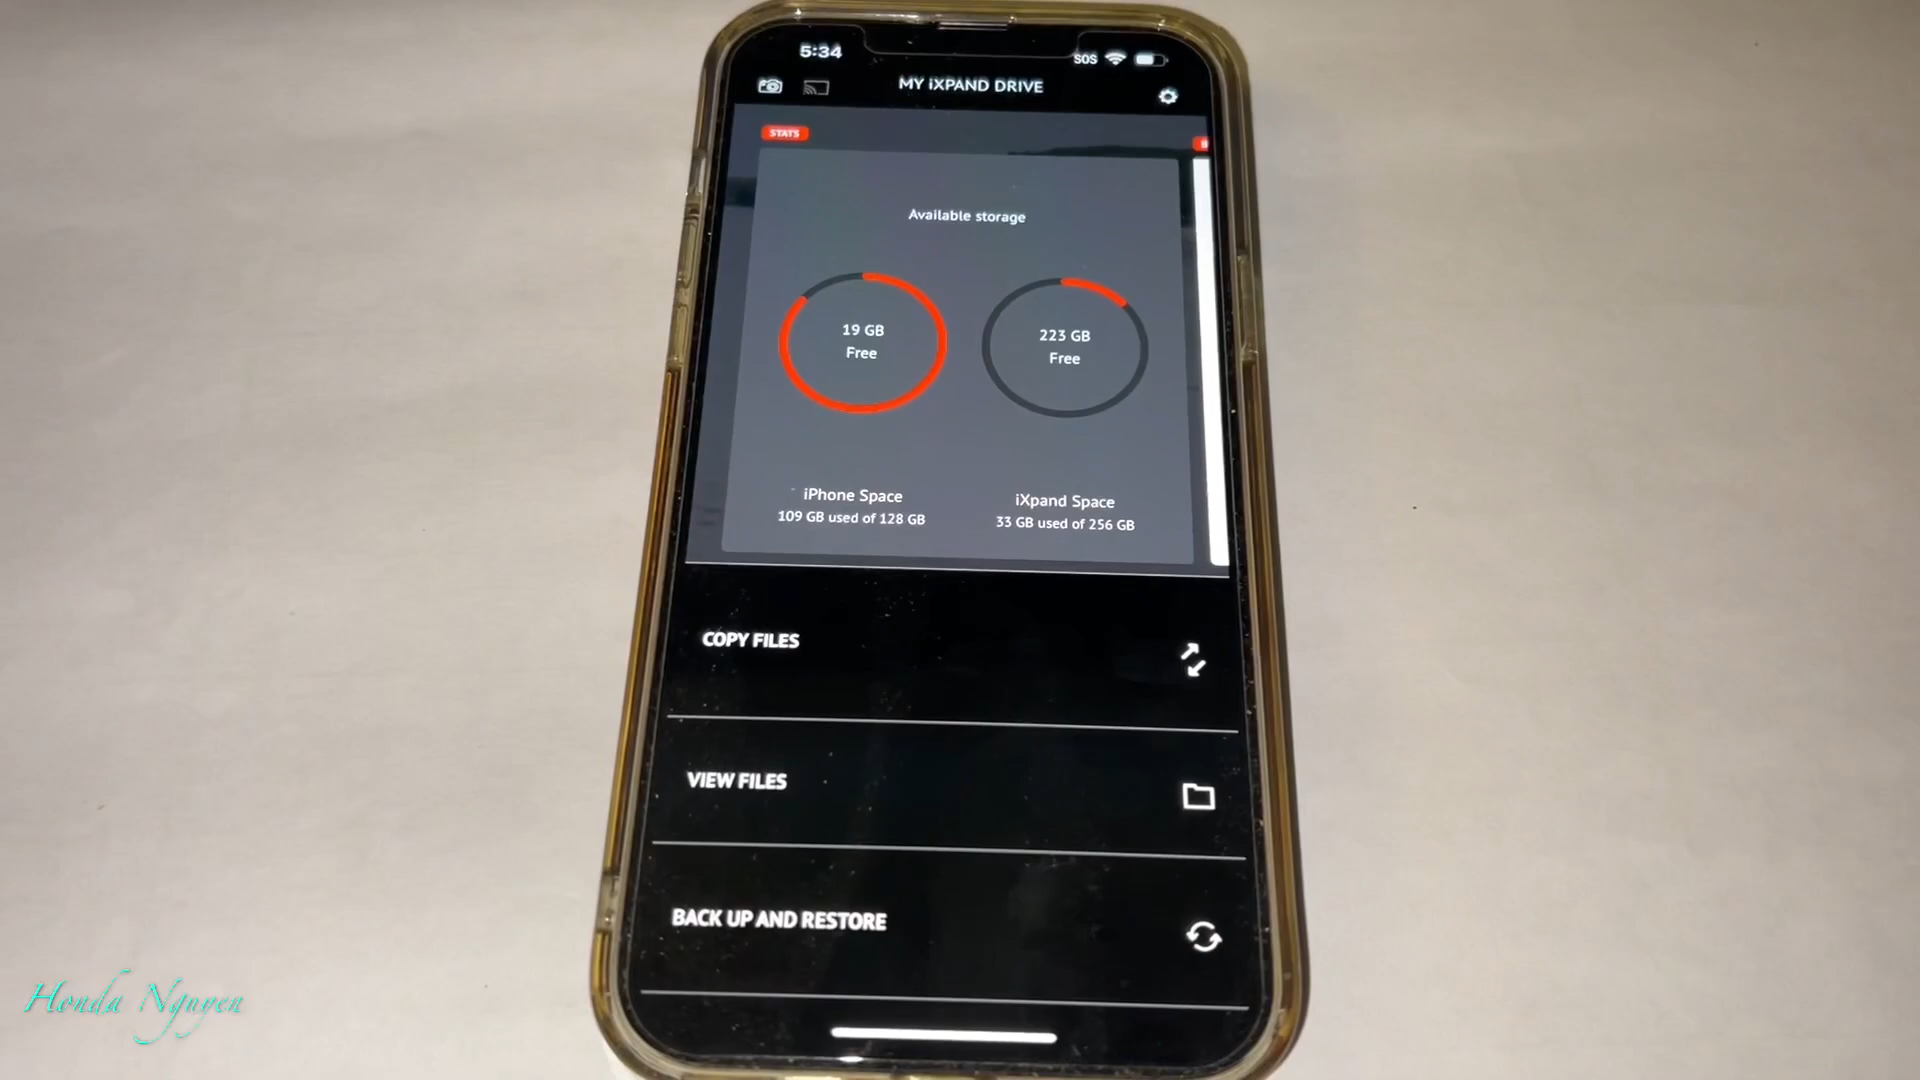 5:34
SOS
MY iXPAND DRIVE
STATS
Available storage
19 GB
Free
223 GB
Free
iPhone Space
109 GB used of 128 GB
iXpand Space
33 GB used of 256 GB
COPY FILES
VIEW FILES
BACK UP AND RESTORE
Honda Nguyen